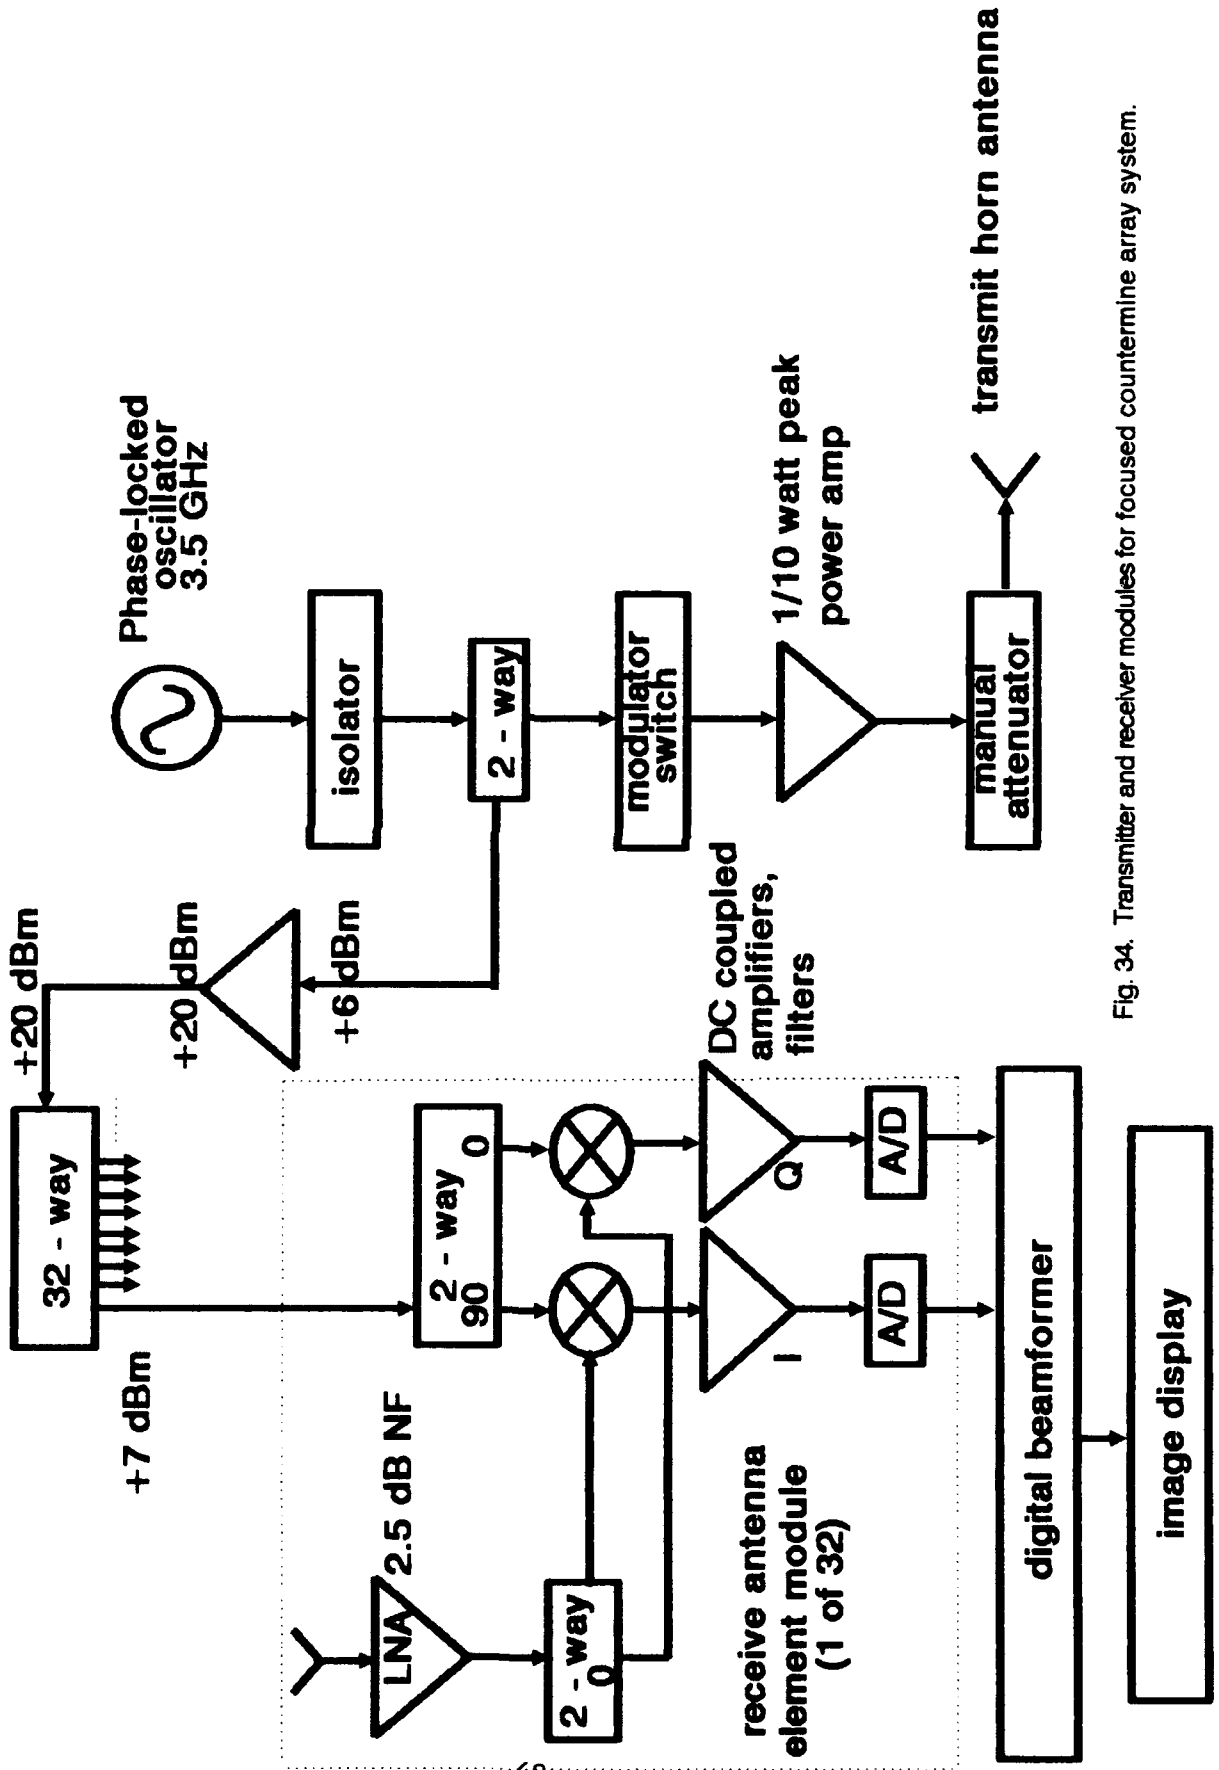 Phase-locked
oscillator
3.5 GHz
isolator
2 - way
modulator
switch
1/10 watt peak
power amp
manual
attenuator
transmit horn antenna
+20 dBm
+20 dBm
+6 dBm
32 - way
+7 dBm
2 - way
90
0
LNA
2.5 dB NF
2 - way
0
DC coupled
amplifiers,
filters
I
Q
A/D
A/D
receive antenna
element module
(1 of 32)
digital beamformer
image display
Fig. 34. Transmitter and receiver modules for focused countermine array system.